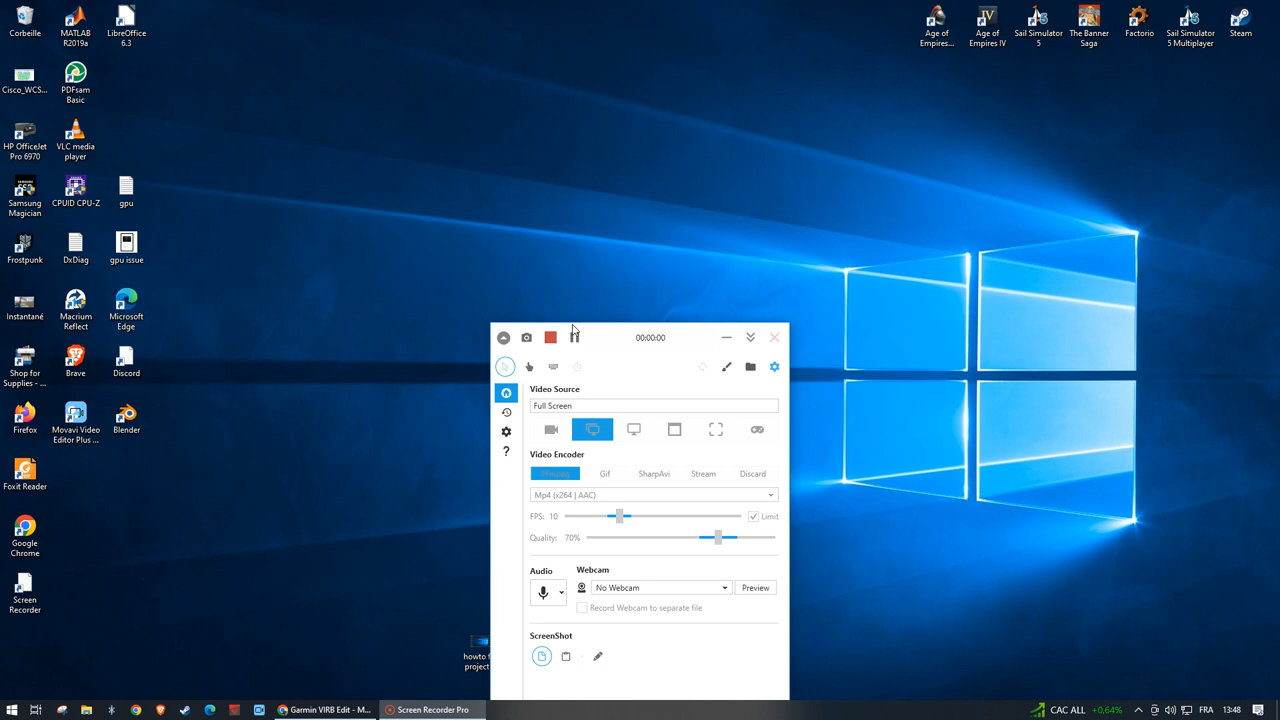 Corbeille
MATLAB
R2019a
LibreOffice
6.3
Age of
Empires...
Age of
Empires IV
Sail Simulator
5
The Banner
Saga
Factorio
Sail Simulator
5 Multiplayer
Steam
Cisco_WCS...
PDFsam
Basic
HP OfficeJet
Pro 6970
VLC media
player
Samsung
Magician
CPUID CPU-Z
gpu
Frostpunk
DxDiag
gpu issue
Instantané
Macrium
Reflect
Microsoft
Edge
Shop for
Supplies - ...
Brave
Discord
Firefox
Movavi Video
Editor Plus ...
Blender
Foxit Reader
Google
Chrome
Screen
Recorder
howto f
project
00:00:00
Video Source
Full Screen
Video Encoder
FFmpeg
Gif
SharpAvi
Stream
Discard
Mp4 (x264 | AAC)
FPS: 10
Limit
Quality: 70%
Audio
Webcam
No Webcam
Preview
Record Webcam to separate file
ScreenShot
Garmin VIRB Edit - M...
Screen Recorder Pro
CAC ALL +0,64%
FRA
13:48